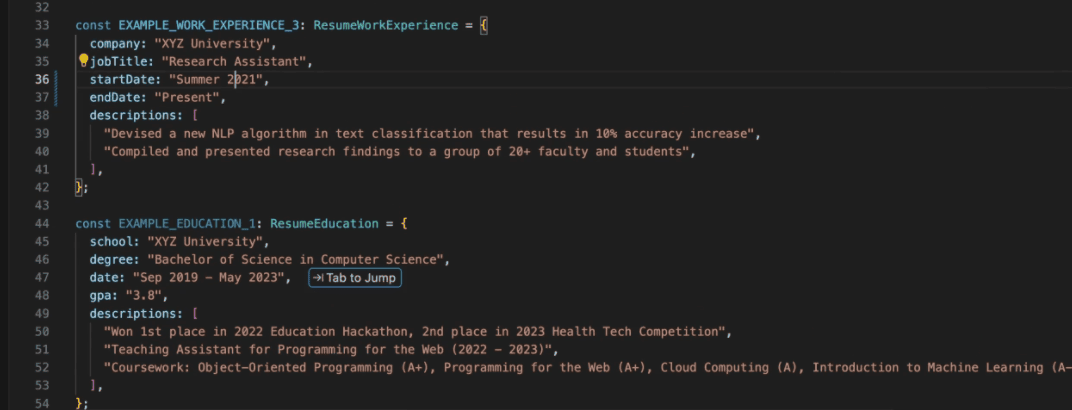 32
33 const EXAMPLE_WORK_EXPERIENCE_3: ResumeWorkExperience = {
34 company: "XYZ University",
35 jobTitle: "Research Assistant",
36 startDate: "Summer 2021",
37 endDate: "Present",
38 descriptions: [
39 "Devised a new NLP algorithm in text classification that results in 10% accuracy increase",
40 "Compiled and presented research findings to a group of 20+ faculty and students",
41 ],
42 };
43
44 const EXAMPLE_EDUCATION_1: ResumeEducation = {
45 school: "XYZ University",
46 degree: "Bachelor of Science in Computer Science",
47 date: "Sep 2019 - May 2023", →| Tab to Jump
48 gpa: "3.8",
49 descriptions: [
50 "Won 1st place in 2022 Education Hackathon, 2nd place in 2023 Health Tech Competition",
51 "Teaching Assistant for Programming for the Web (2022 - 2023)",
52 "Coursework: Object-Oriented Programming (A+), Programming for the Web (A+), Cloud Computing (A), Introduction to Machine Learning (A-
53 ],
54 };